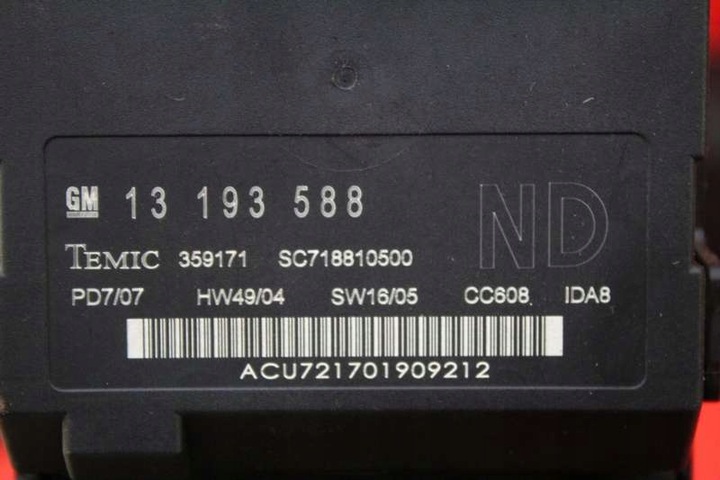 GM 13 193 588 ND
TEMIC 359171 SC718810500
PD7/07 HW49/04 SW16/05 CC608 IDA8
ACU721701909212